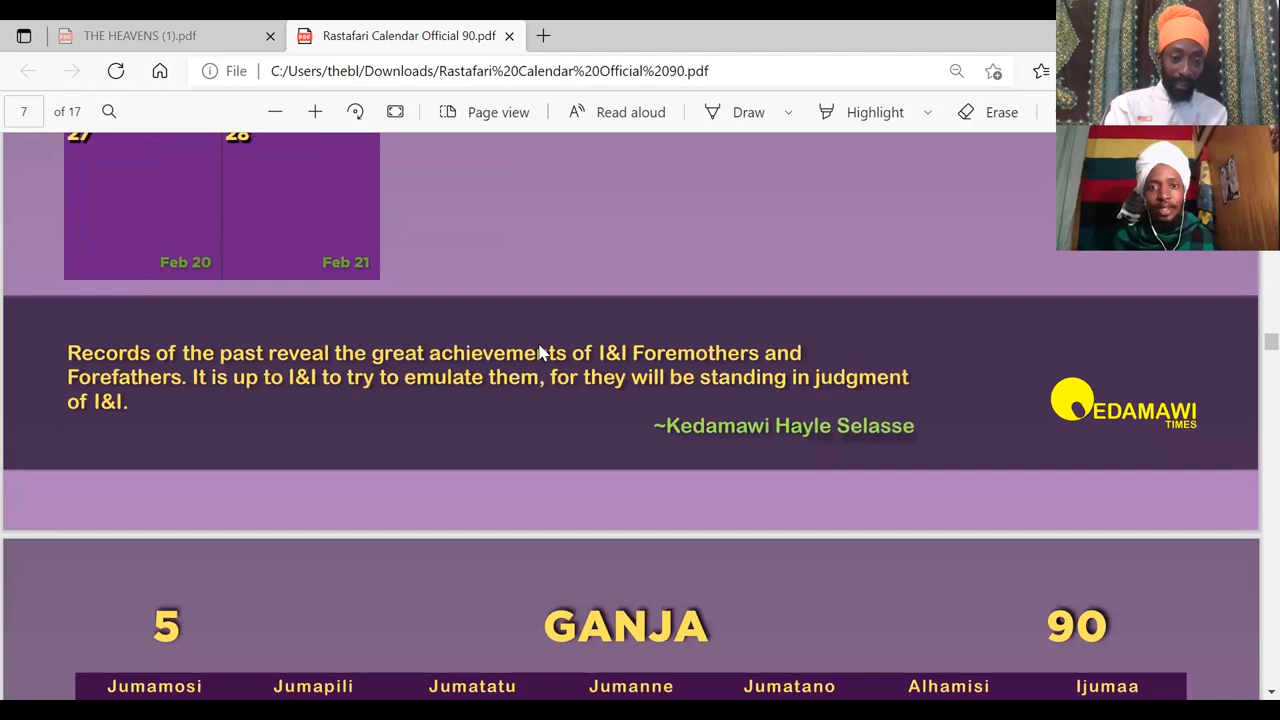 THE HEAVENS (1).pdf
Rastafari Calendar Official 90.pdf
File
C:/Users/thebl/Downloads/Rastafari%20Calendar%20Official%2090.pdf
7 of 17
Page view
Read aloud
Draw
Highlight
Erase
27 28
Feb 20 Feb 21
Records of the past reveal the great achievements of I&I Foremothers and
Forefathers. It is up to I&I to try to emulate them, for they will be standing in judgment
of I&I.
~Kedamawi Hayle Selasse
EDAMAWI
TIMES
5 GANJA 90
Jumamosi Jumapili Jumatatu Jumanne Jumatano Alhamisi Ijumaa